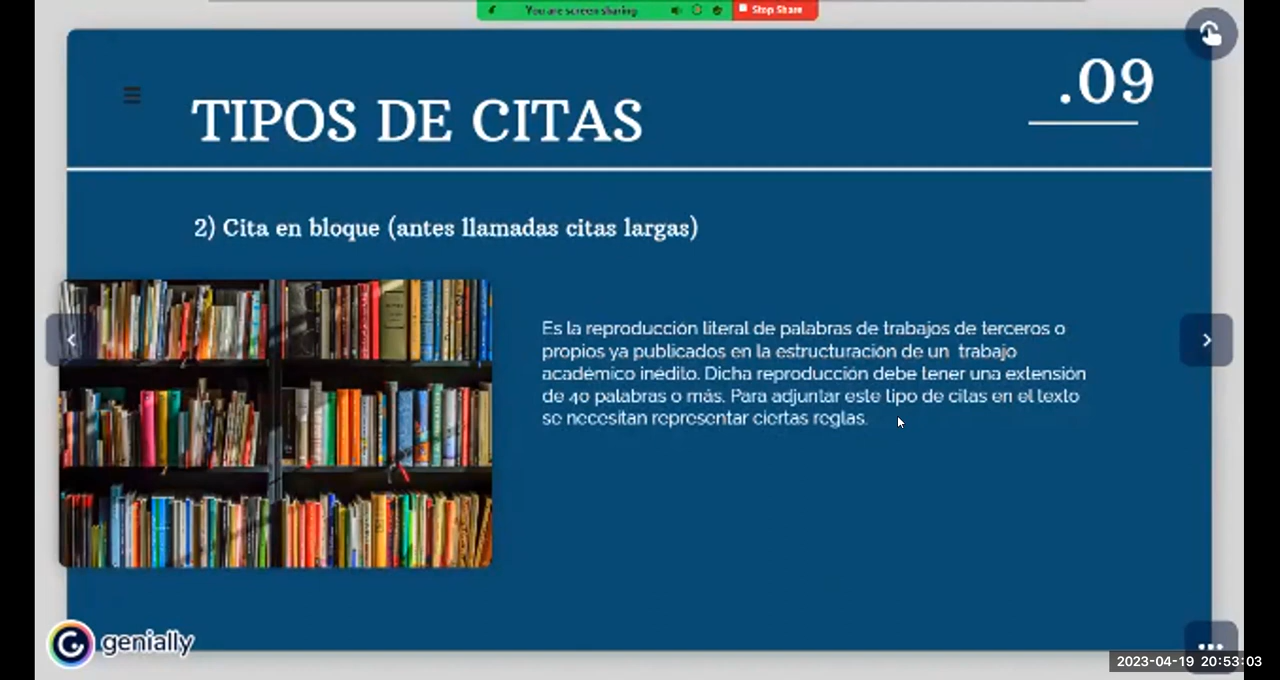 You are screen sharing
Stop Share
.09
TIPOS DE CITAS
2) Cita en bloque (antes llamadas citas largas)
Es la reproducción literal de palabras de trabajos de terceros o
propios ya publicados en la estructuración de un trabajo
académico inédito. Dicha reproducción debe tener una extensión
de 40 palabras o más. Para adjuntar este tipo de citas en el texto
se necesitan representar ciertas reglas.
genially
2023-04-19 20:53:03